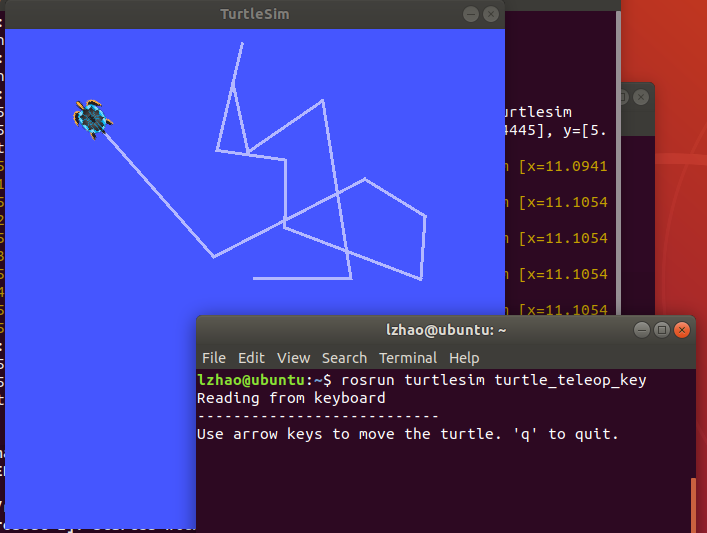 TurtleSim
urtlesim
4445], y=[5.
[x=11.0941
[x=11.1054
[x=11.1054
[x=11.1054
[x=11.1054
lzhao@ubuntu: ~
File Edit View Search Terminal Help
lzhao@ubuntu:~$ rosrun turtlesim turtle_teleop_key
Reading from keyboard
---------------------------
Use arrow keys to move the turtle. 'q' to quit.